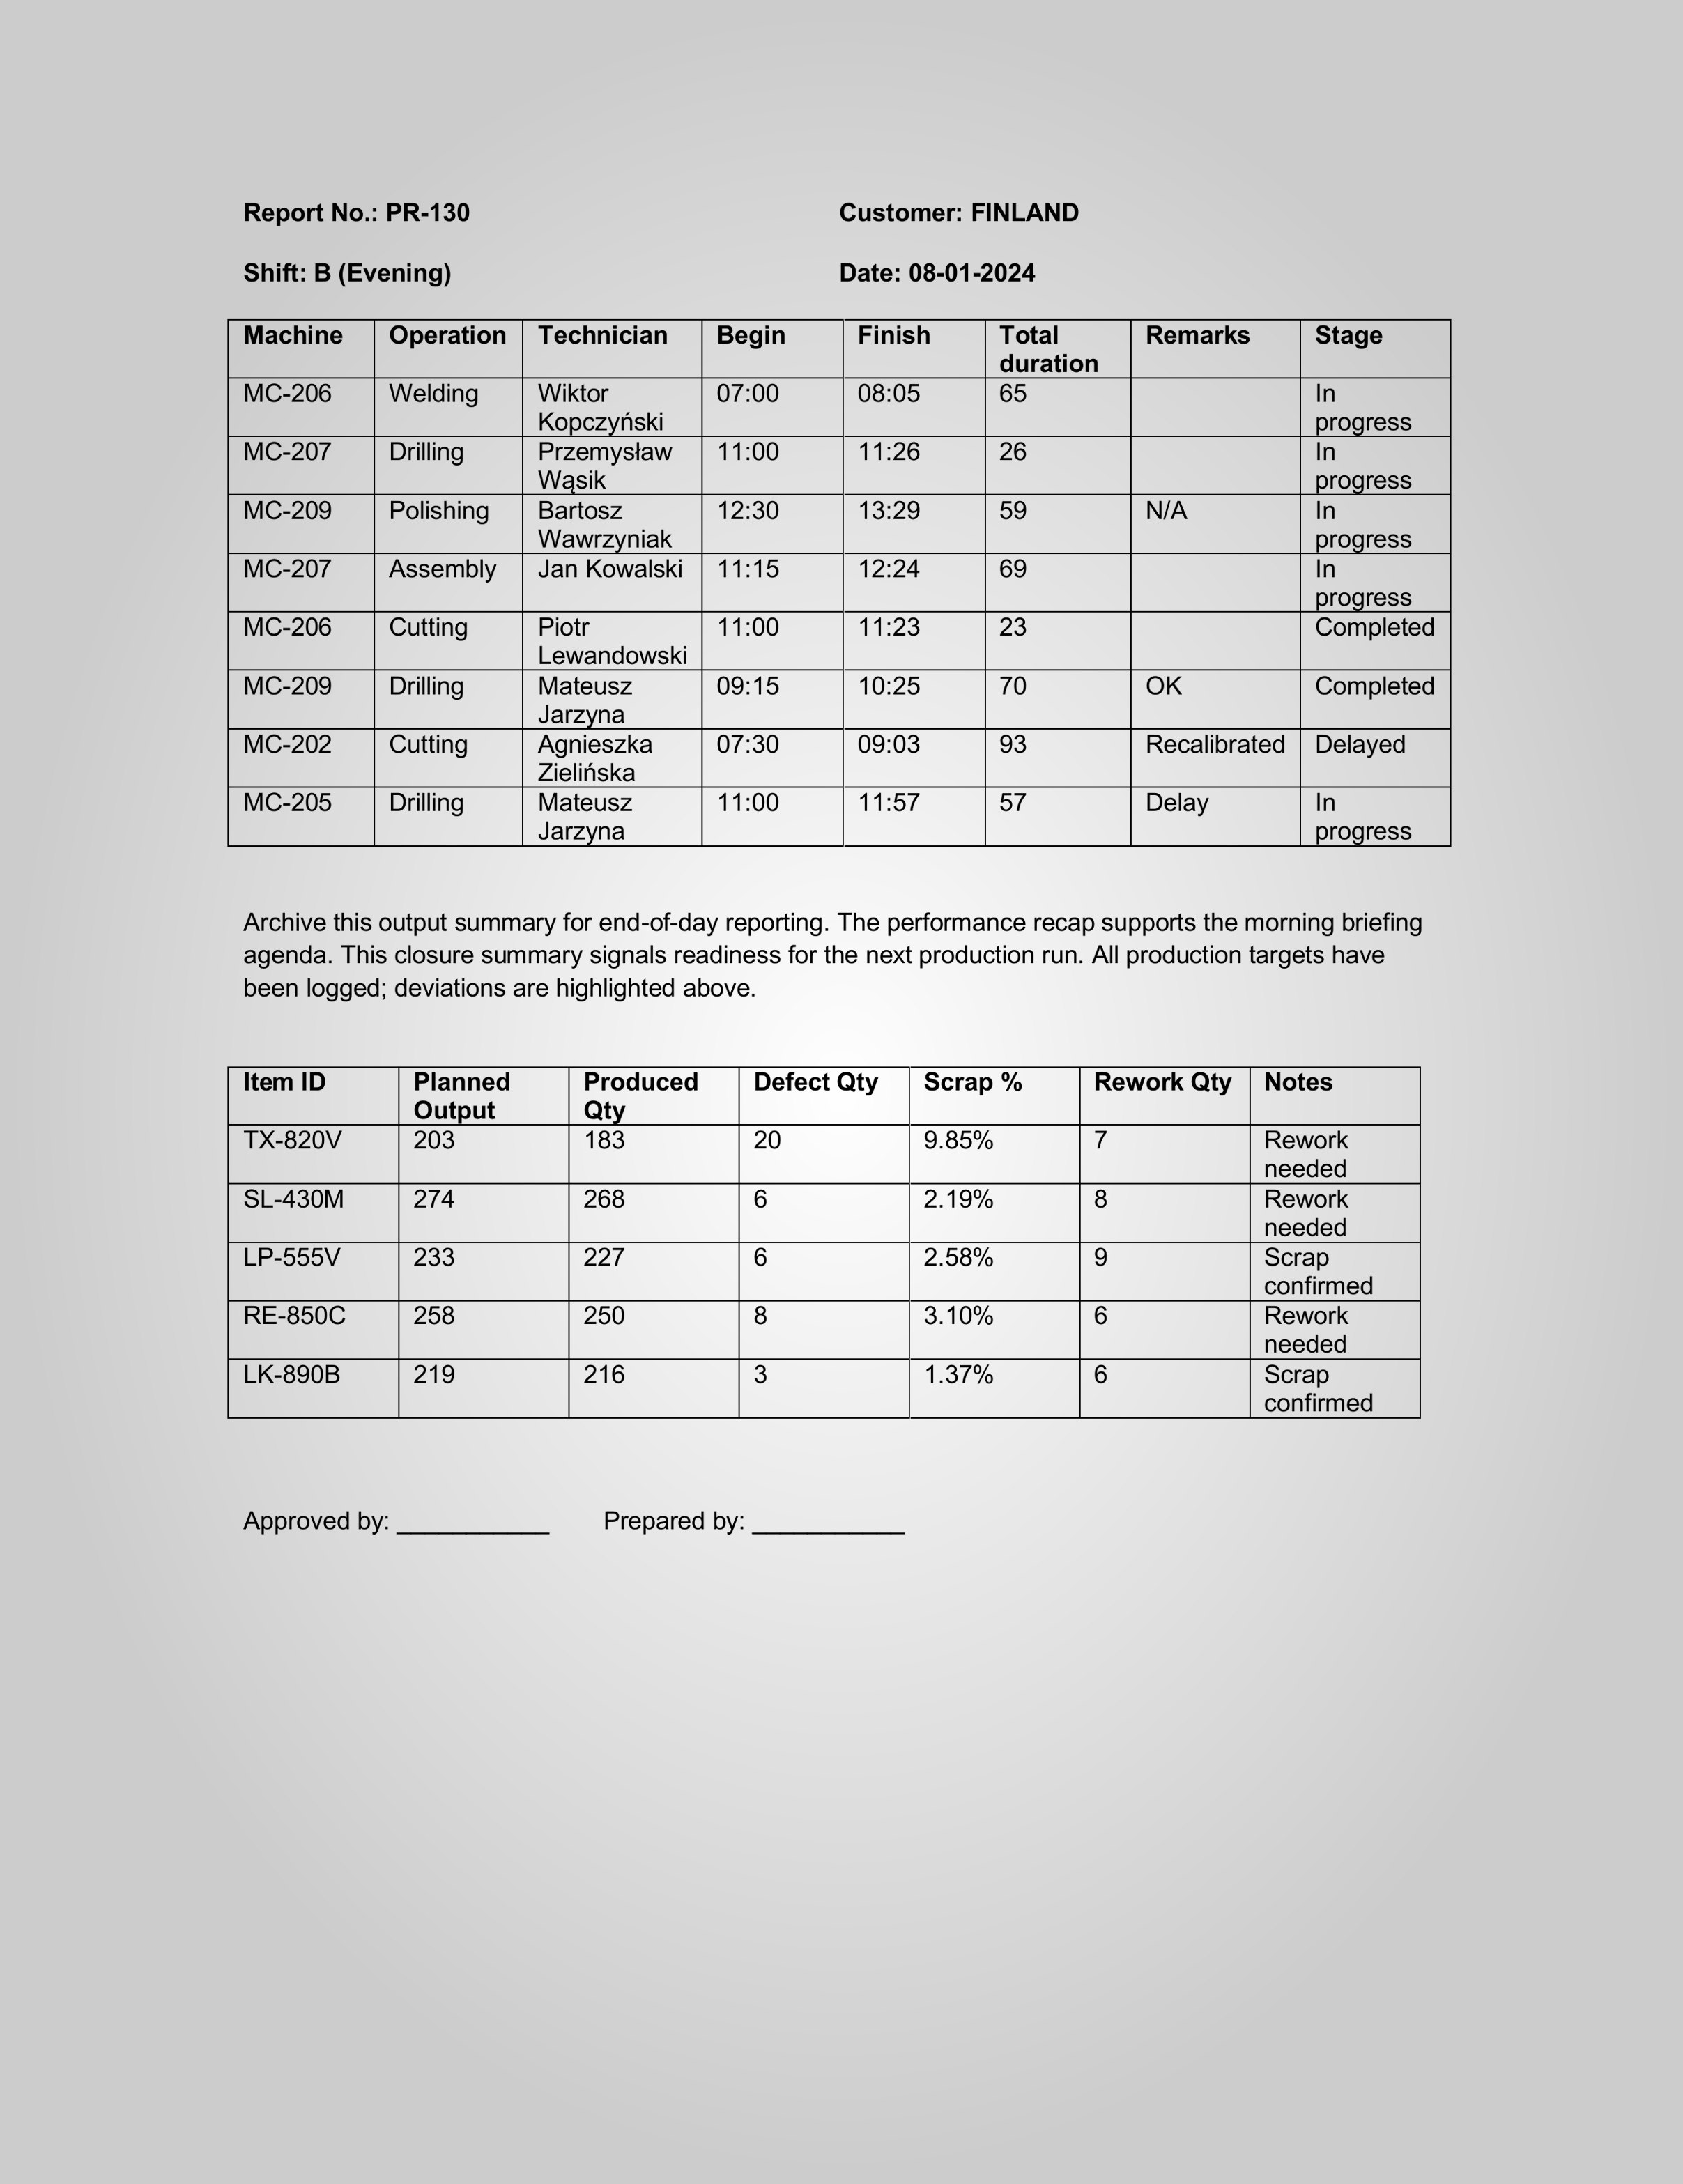 Report No.: PR-130 Customer: FINLAND
Shift: B (Evening) Date: 08-01-2024
Machine Operation Technician Begin Finish Total duration Remarks Stage
MC-206 Welding Wiktor Kopczyński 07:00 08:05 65 In progress
MC-207 Drilling Przemysław Wąsik 11:00 11:26 26 In progress
MC-209 Polishing Bartosz Wawrzyniak 12:30 13:29 59 N/A In progress
MC-207 Assembly Jan Kowalski 11:15 12:24 69 In progress
MC-206 Cutting Piotr Lewandowski 11:00 11:23 23 Completed
MC-209 Drilling Mateusz Jarzyna 09:15 10:25 70 OK Completed
MC-202 Cutting Agnieszka Zielińska 07:30 09:03 93 Recalibrated Delayed
MC-205 Drilling Mateusz Jarzyna 11:00 11:57 57 Delay In progress
Archive this output summary for end-of-day reporting. The performance recap supports the morning briefing
agenda. This closure summary signals readiness for the next production run. All production targets have
been logged; deviations are highlighted above.
Item ID Planned Output Produced Qty Defect Qty Scrap % Rework Qty Notes
TX-820V 203 183 20 9.85% 7 Rework needed
SL-430M 274 268 6 2.19% 8 Rework needed
LP-555V 233 227 6 2.58% 9 Scrap confirmed
RE-850C 258 250 8 3.10% 6 Rework needed
LK-890B 219 216 3 1.37% 6 Scrap confirmed
Approved by: ___________ Prepared by: ___________